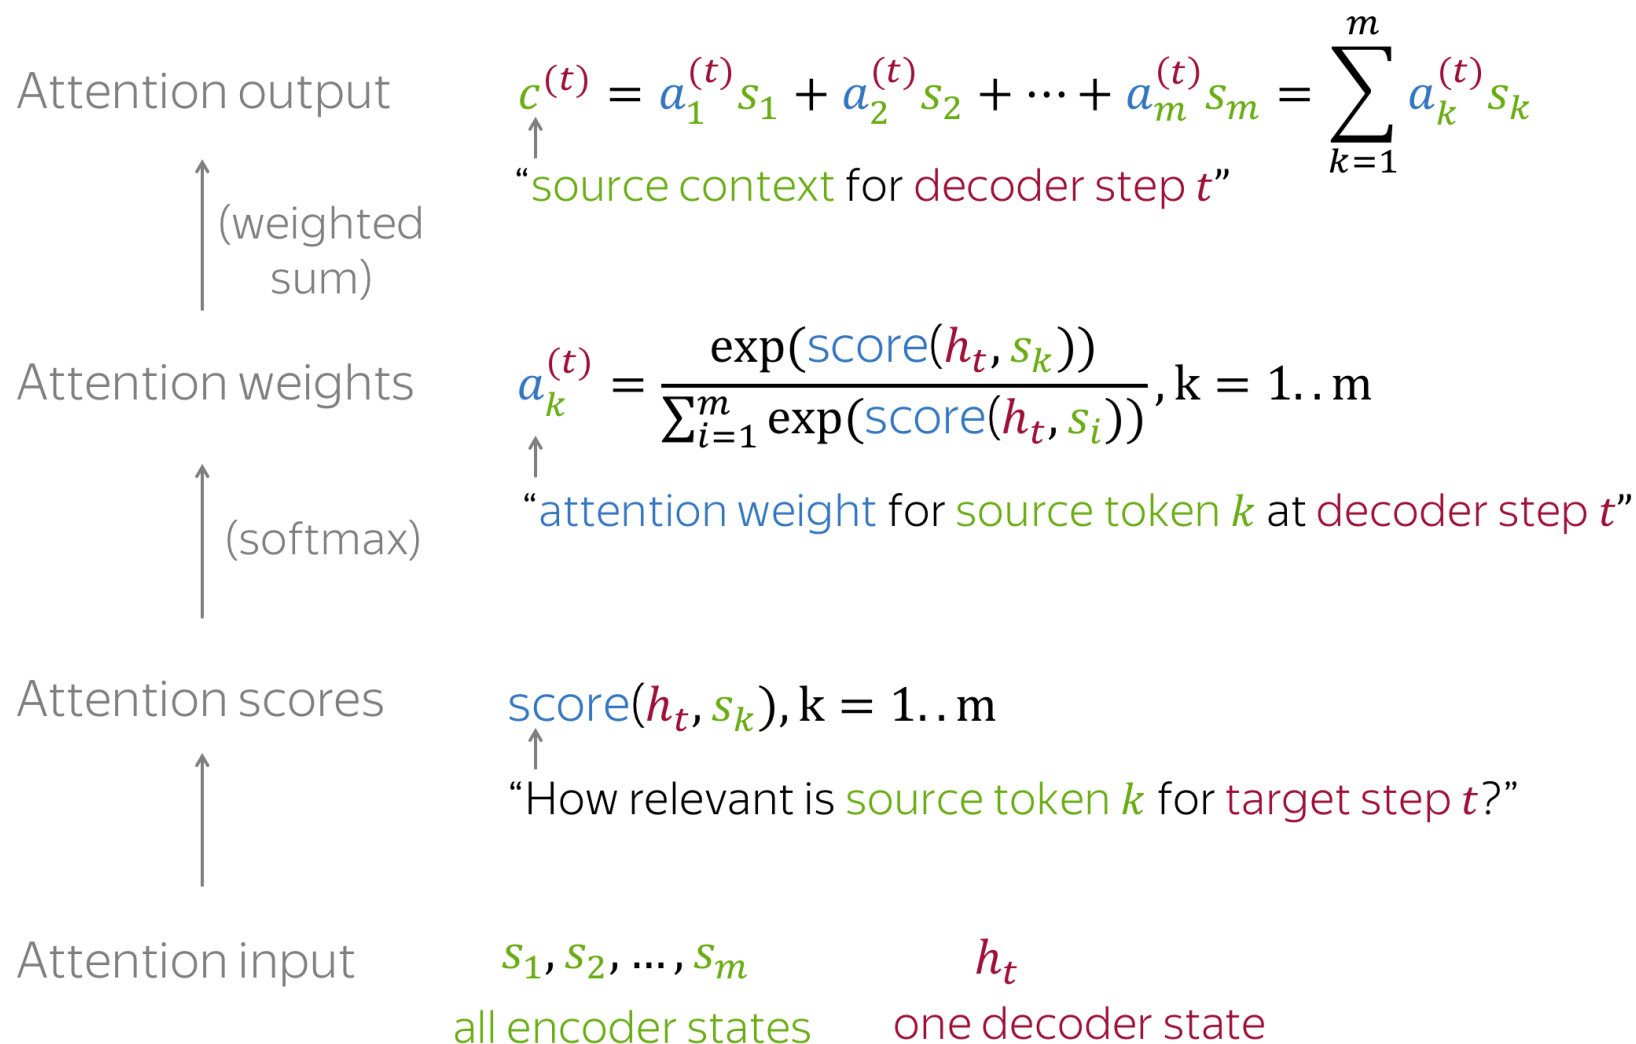 Attention output
c^(t) = a_1^(t) s_1 + a_2^(t) s_2 + ⋯ + a_m^(t) s_m = ∑_{k=1}^{m} a_k^(t) s_k
“source context for decoder step t”
(weighted
sum)
Attention weights
a_k^(t) = exp(score(h_t, s_k)) / ∑_{i=1}^{m} exp(score(h_t, s_i)), k = 1..m
“attention weight for source token k at decoder step t”
(softmax)
Attention scores
score(h_t, s_k), k = 1..m
“How relevant is source token k for target step t?”
Attention input
s_1, s_2, …, s_m
h_t
all encoder states
one decoder state